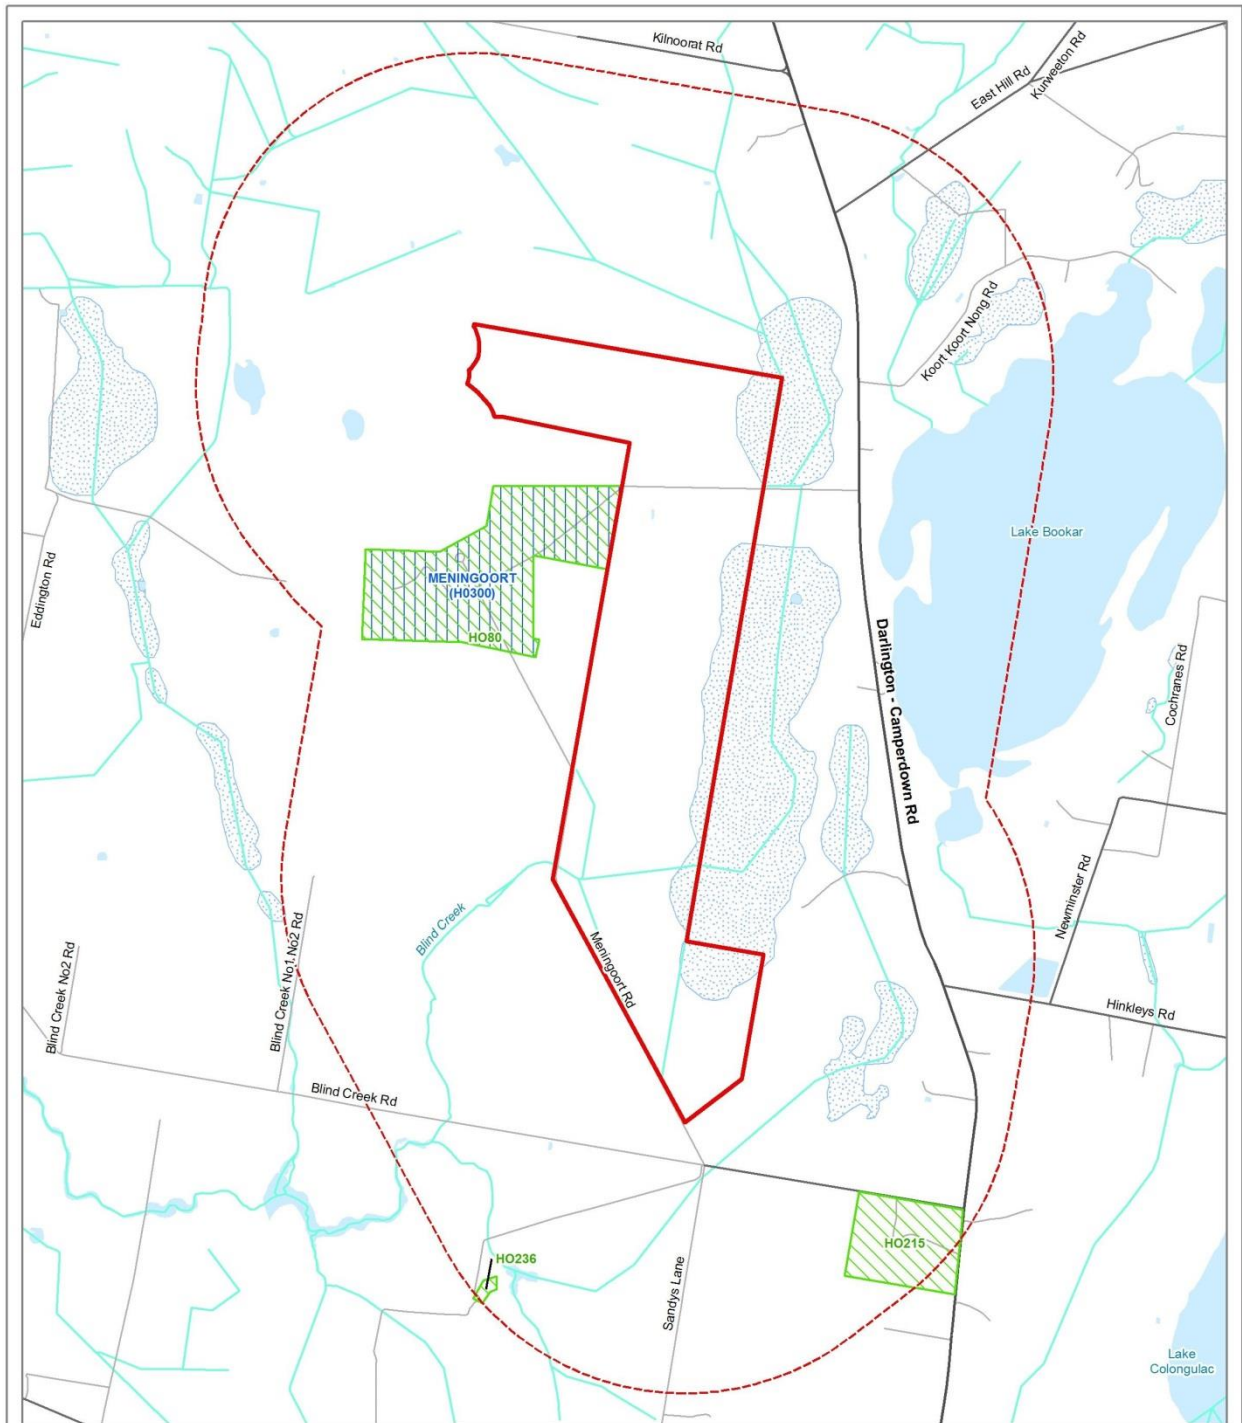 Kilnoorat Rd
East Hill Rd
Kurweeton Rd
Koort Koort Nong Rd
Lake Bookar
Eddington Rd
MENINGOORT
(H0300)
HO80
Darlington - Camperdown Rd
Cochranes Rd
Newminster Rd
Blind Creek
Meningoort Rd
Blind Creek No2 Rd
Blind Creek No1 No2 Rd
Hinkleys Rd
Blind Creek Rd
HO236
HO215
Sandys Lane
Lake
Colongulac